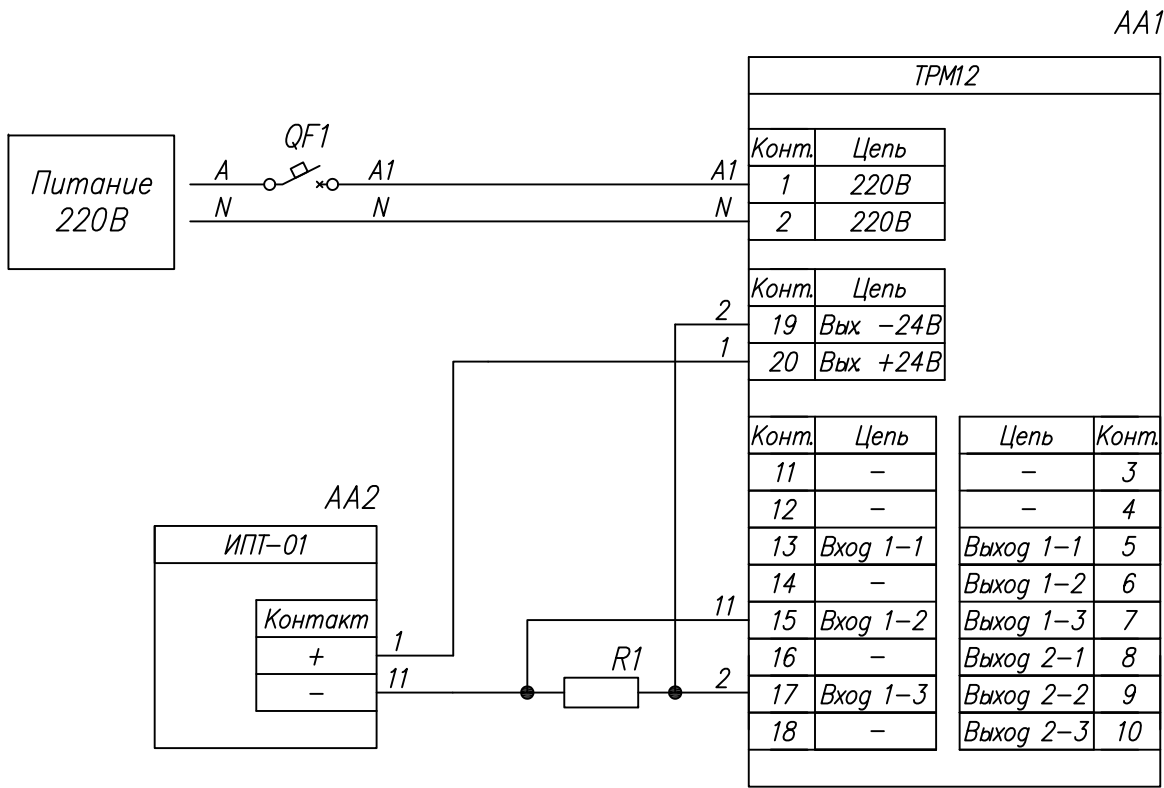 AA1
ТРМ12
QF1
Питание
220В
A
A1
A1
N
N
N
Конт. Цепь
1 220В
2 220В
Конт. Цепь
2
19 Вых. -24В
1
20 Вых. +24В
Конт. Цепь
Цепь Конт.
11 –
– 3
12 –
– 4
13 Вход 1-1
Выход 1-1 5
14 –
Выход 1-2 6
11
15 Вход 1-2
Выход 1-3 7
16 –
Выход 2-1 8
2
17 Вход 1-3
Выход 2-2 9
18 –
Выход 2-3 10
AA2
ИПТ-01
Контакт
+
1
–
11
R1